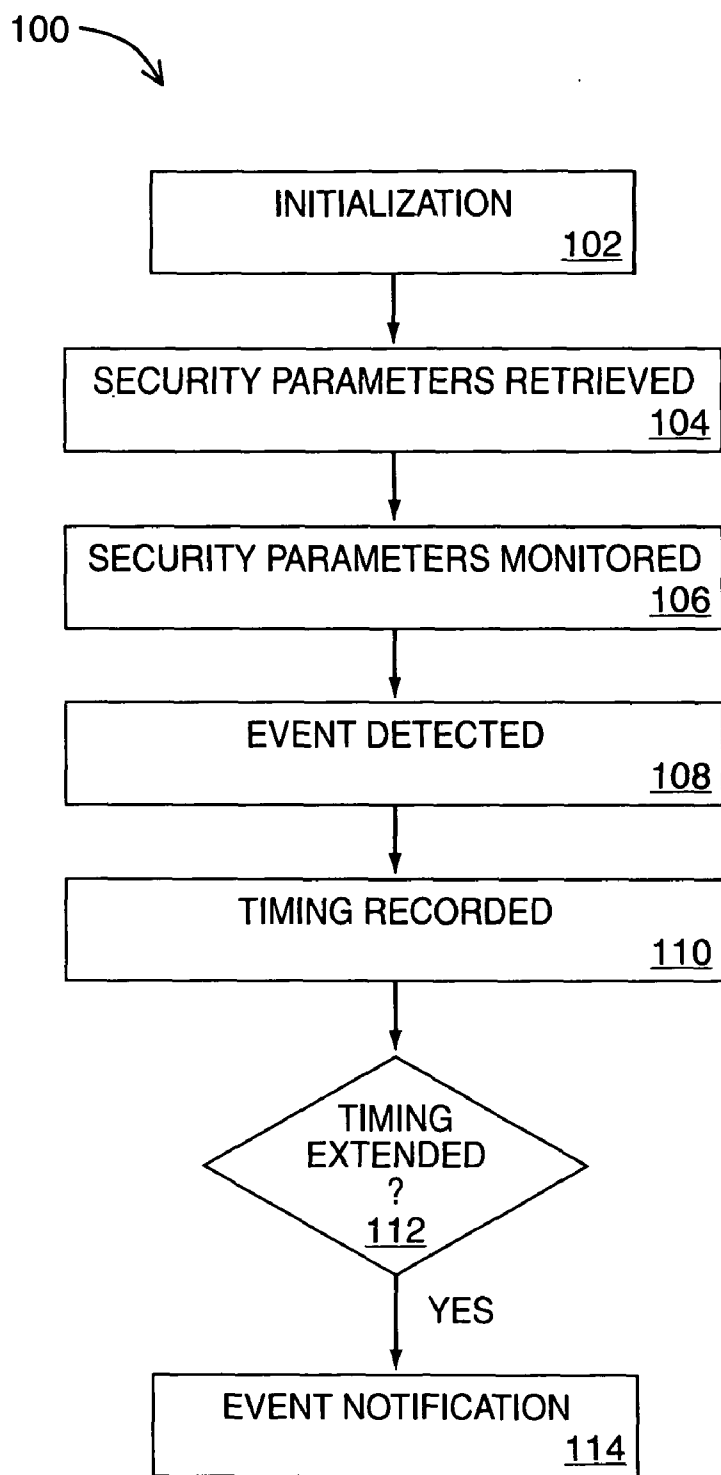 100
INITIALIZATION
102
SECURITY PARAMETERS RETRIEVED
104
SECURITY PARAMETERS MONITORED
106
EVENT DETECTED
108
TIMING RECORDED
110
TIMING
EXTENDED
?
112
YES
EVENT NOTIFICATION
114